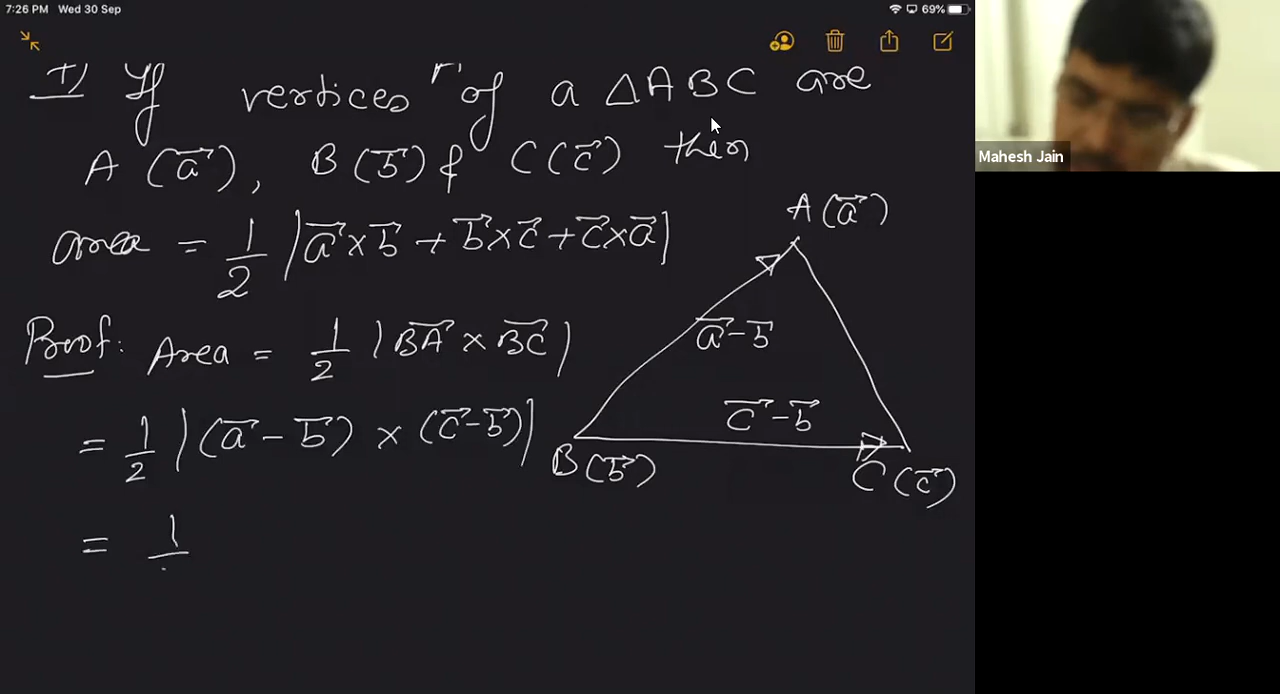 7:26 PM Wed 30 Sep 69%
If vertices of a △ABC are
A (a⃗), B (b⃗) & C (c⃗) then
area = 1/2 |a⃗ × b⃗ + b⃗ × c⃗ + c⃗ × a⃗|
Proof: Area = 1/2 |BA⃗ × BC⃗|
= 1/2 |(a⃗ - b⃗) × (c⃗ - b⃗)|
= 1
A (a⃗)
a⃗ - b⃗
c⃗ - b⃗
B (b⃗)
C (c⃗)
Mahesh Jain